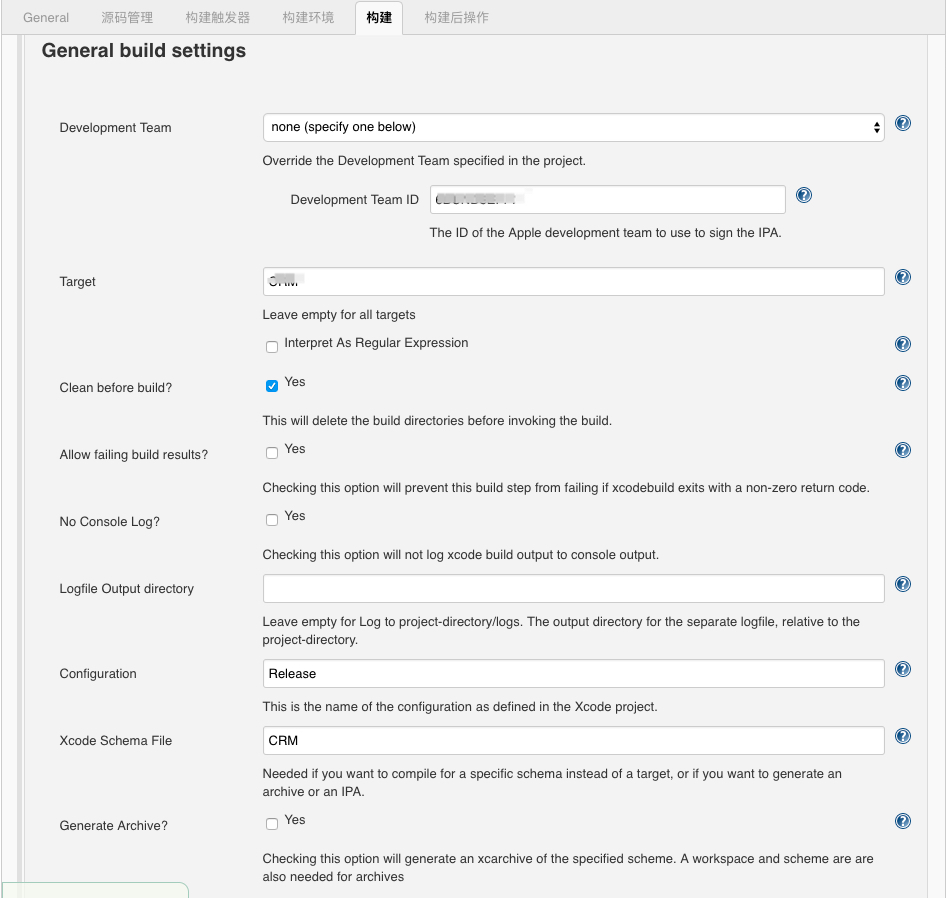 General 源码管理 构建触发器 构建环境 构建 构建后操作
General build settings
Development Team none (specify one below)
Override the Development Team specified in the project.
Development Team ID
The ID of the Apple development team to use to sign the IPA.
Target
Leave empty for all targets
Interpret As Regular Expression
Clean before build? Yes
This will delete the build directories before invoking the build.
Allow failing build results? Yes
Checking this option will prevent this build step from failing if xcodebuild exits with a non-zero return code.
No Console Log? Yes
Checking this option will not log xcode build output to console output.
Logfile Output directory
Leave empty for Log to project-directory/logs. The output directory for the separate logfile, relative to the
project-directory.
Configuration Release
This is the name of the configuration as defined in the Xcode project.
Xcode Schema File CRM
Needed if you want to compile for a specific schema instead of a target, or if you want to generate an
archive or an IPA.
Generate Archive? Yes
Checking this option will generate an xcarchive of the specified scheme. A workspace and scheme are are
also needed for archives